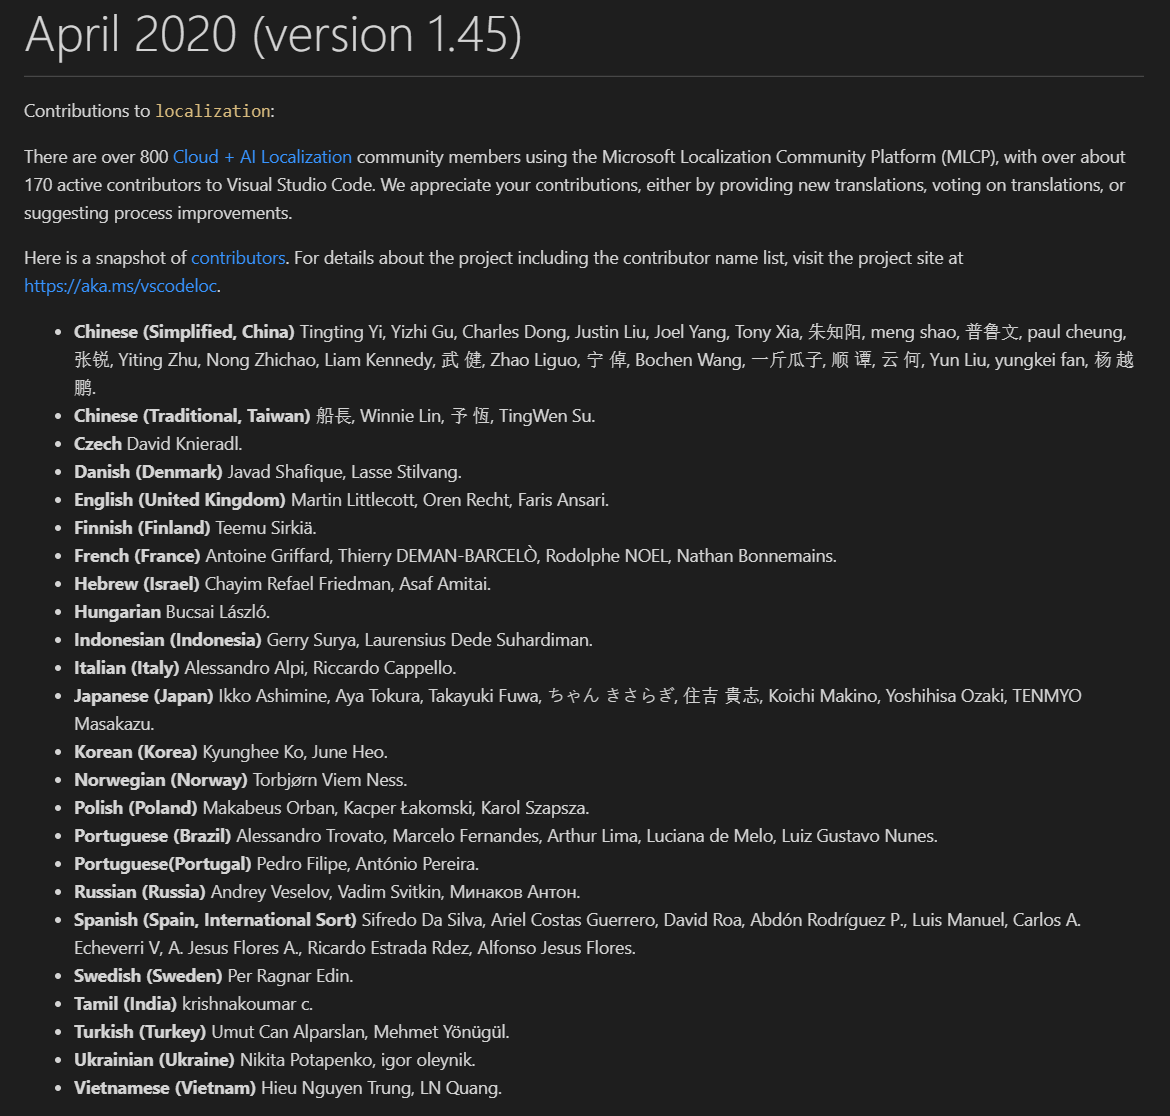 April 2020 (version 1.45)
Contributions to localization:
There are over 800 Cloud + AI Localization community members using the Microsoft Localization Community Platform (MLCP), with over about
170 active contributors to Visual Studio Code. We appreciate your contributions, either by providing new translations, voting on translations, or
suggesting process improvements.
Here is a snapshot of contributors. For details about the project including the contributor name list, visit the project site at
https://aka.ms/vscodeloc.
• Chinese (Simplified, China) Tingting Yi, Yizhi Gu, Charles Dong, Justin Liu, Joel Yang, Tony Xia, 朱知阳, meng shao, 普鲁文, paul cheung,
张锐, Yiting Zhu, Nong Zhichao, Liam Kennedy, 武 健, Zhao Liguo, 宁 倬, Bochen Wang, 一斤瓜子, 顺 谭, 云 何, Yun Liu, yungkei fan, 杨 越
鹏.
• Chinese (Traditional, Taiwan) 船長, Winnie Lin, 予 恆, TingWen Su.
• Czech David Knieradl.
• Danish (Denmark) Javad Shafique, Lasse Stilvang.
• English (United Kingdom) Martin Littlecott, Oren Recht, Faris Ansari.
• Finnish (Finland) Teemu Sirkiä.
• French (France) Antoine Griffard, Thierry DEMAN-BARCELÒ, Rodolphe NOEL, Nathan Bonnemains.
• Hebrew (Israel) Chayim Refael Friedman, Asaf Amitai.
• Hungarian Bucsai László.
• Indonesian (Indonesia) Gerry Surya, Laurensius Dede Suhardiman.
• Italian (Italy) Alessandro Alpi, Riccardo Cappello.
• Japanese (Japan) Ikko Ashimine, Aya Tokura, Takayuki Fuwa, ちゃん きさらぎ, 住吉 貴志, Koichi Makino, Yoshihisa Ozaki, TENMYO
Masakazu.
• Korean (Korea) Kyunghee Ko, June Heo.
• Norwegian (Norway) Torbjørn Viem Ness.
• Polish (Poland) Makabeus Orban, Kacper Łakomski, Karol Szapsza.
• Portuguese (Brazil) Alessandro Trovato, Marcelo Fernandes, Arthur Lima, Luciana de Melo, Luiz Gustavo Nunes.
• Portuguese(Portugal) Pedro Filipe, António Pereira.
• Russian (Russia) Andrey Veselov, Vadim Svitkin, Минаков Антон.
• Spanish (Spain, International Sort) Sifredo Da Silva, Ariel Costas Guerrero, David Roa, Abdón Rodríguez P., Luis Manuel, Carlos A.
Echeverri V, A. Jesus Flores A., Ricardo Estrada Rdez, Alfonso Jesus Flores.
• Swedish (Sweden) Per Ragnar Edin.
• Tamil (India) krishnakoumar c.
• Turkish (Turkey) Umut Can Alparslan, Mehmet Yönügül.
• Ukrainian (Ukraine) Nikita Potapenko, igor oleynik.
• Vietnamese (Vietnam) Hieu Nguyen Trung, LN Quang.